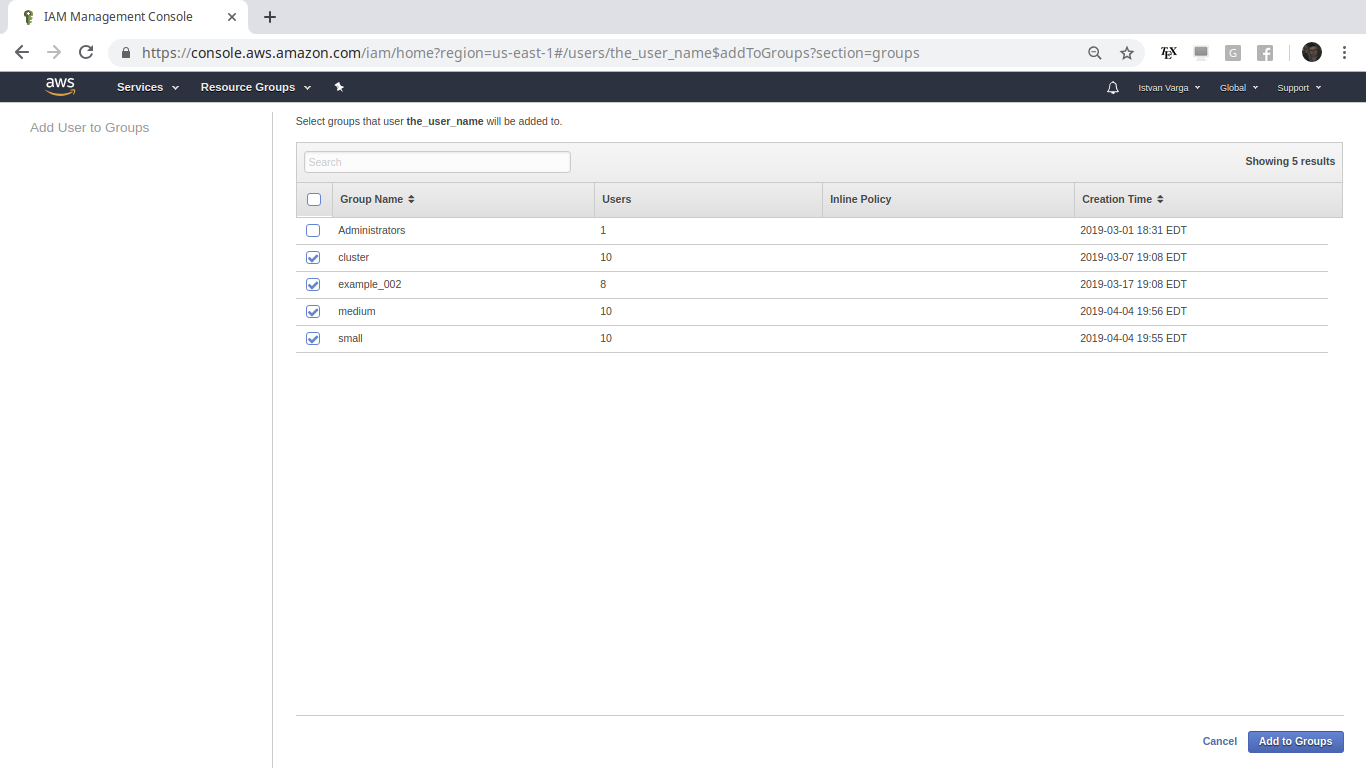 IAM Management Console
https://console.aws.amazon.com/iam/home?region=us-east-1#/users/the_user_name$addToGroups?section=groups
TEX
G
f
aws
Services
Resource Groups
Istvan Varga
Global
Support
Add User to Groups
Select groups that user the_user_name will be added to.
Search
Showing 5 results
Group Name Users Inline Policy Creation Time
Administrators 1 2019-03-01 18:31 EDT
cluster 10 2019-03-07 19:08 EDT
example_002 8 2019-03-17 19:08 EDT
medium 10 2019-04-04 19:56 EDT
small 10 2019-04-04 19:55 EDT
Cancel
Add to Groups